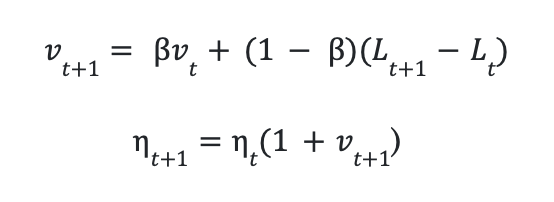 v_{t+1} = βv_t + (1 − β)(L_{t+1} − L_t)
η_{t+1} = η_t(1 + v_{t+1})